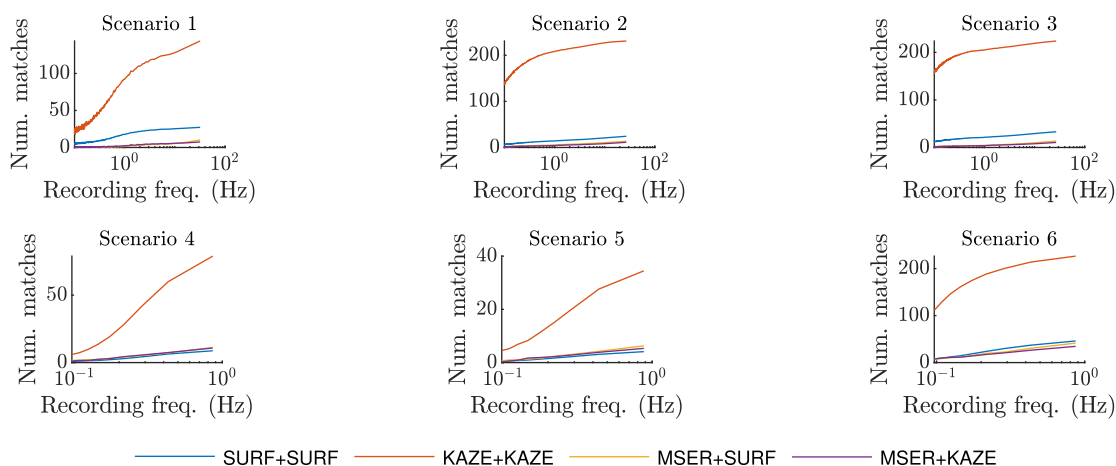 Scenario 1
Num. matches
100
50
0
10^0
10^2
Recording freq. (Hz)
Scenario 2
Num. matches
200
100
0
10^0
10^2
Recording freq. (Hz)
Scenario 3
Num. matches
200
100
0
10^0
10^2
Recording freq. (Hz)
Scenario 4
Num. matches
50
0
10^-1
10^0
Recording freq. (Hz)
Scenario 5
Num. matches
40
20
0
10^-1
10^0
Recording freq. (Hz)
Scenario 6
Num. matches
200
100
0
10^-1
10^0
Recording freq. (Hz)
SURF+SURF
KAZE+KAZE
MSER+SURF
MSER+KAZE